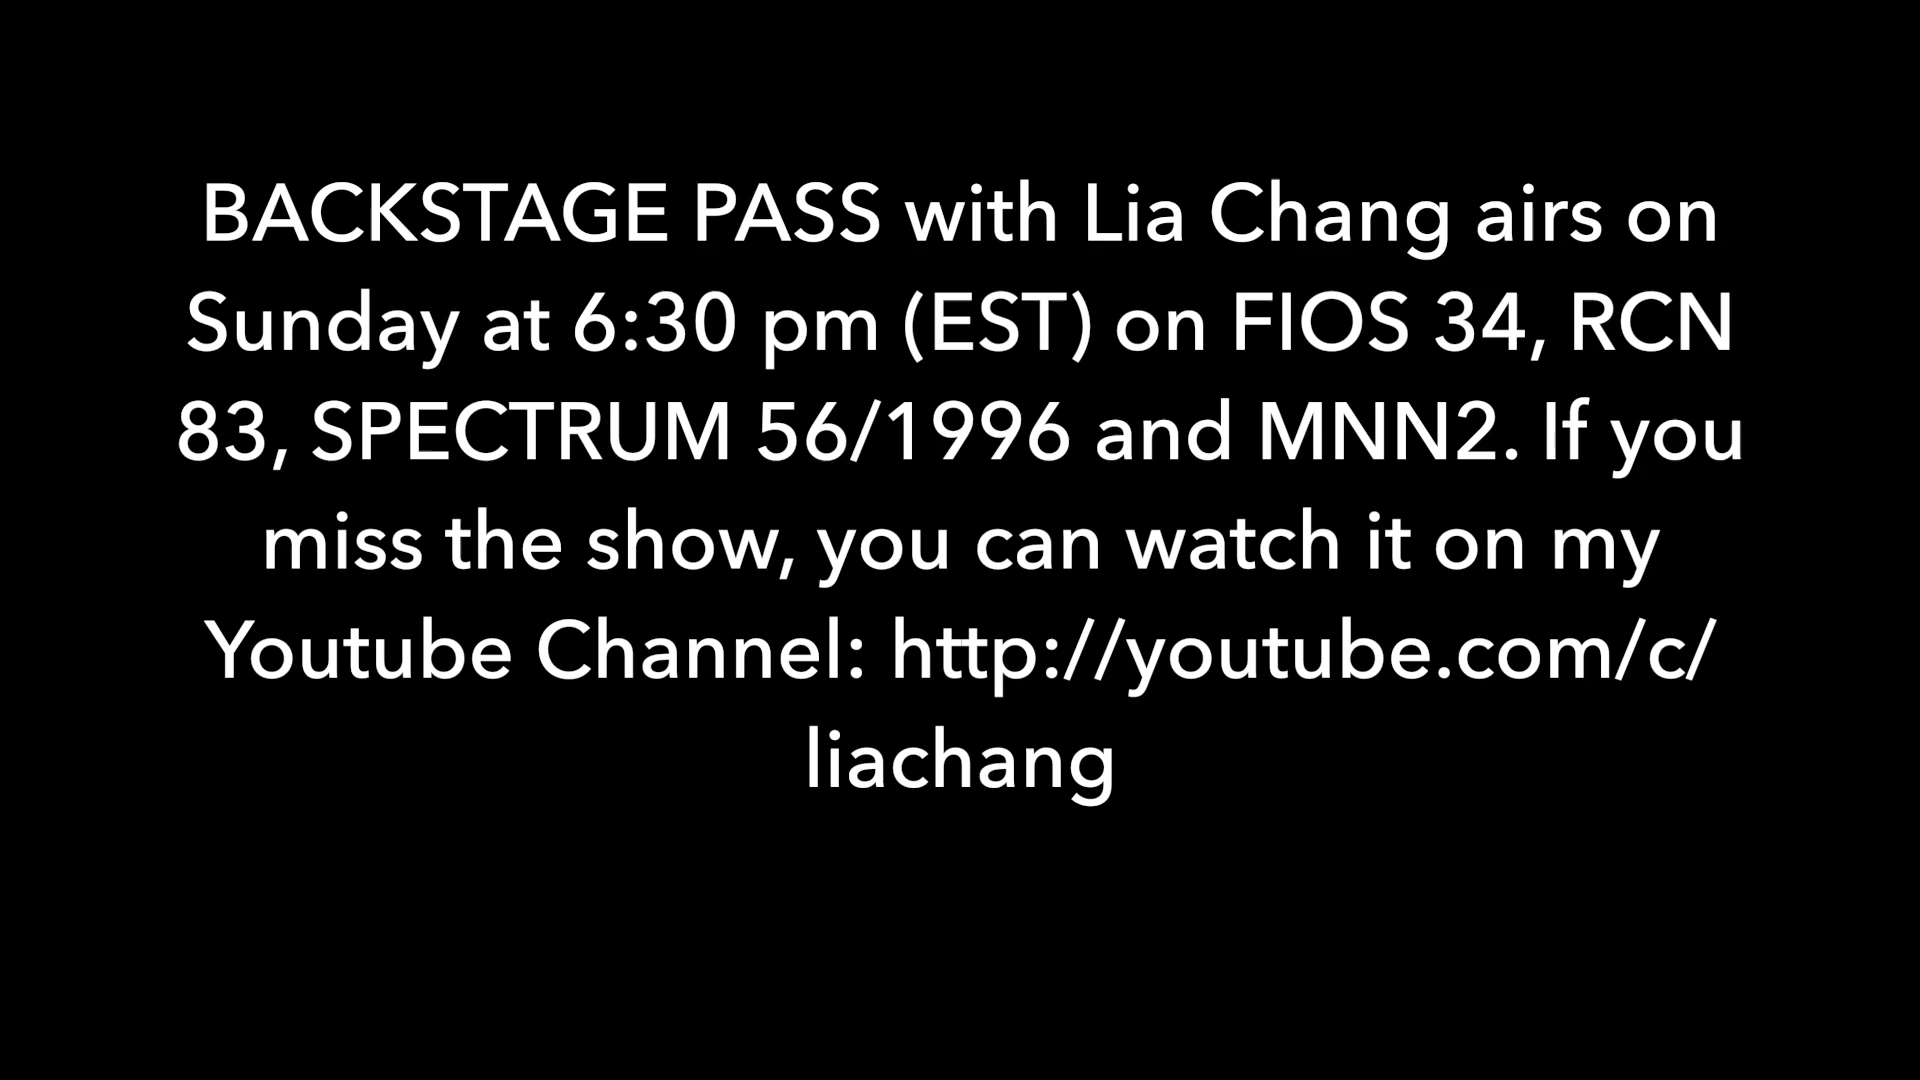 BACKSTAGE PASS with Lia Chang airs on
Sunday at 6:30 pm (EST) on FIOS 34, RCN
83, SPECTRUM 56/1996 and MNN2. If you
miss the show, you can watch it on my
Youtube Channel: http://youtube.com/c/
liachang